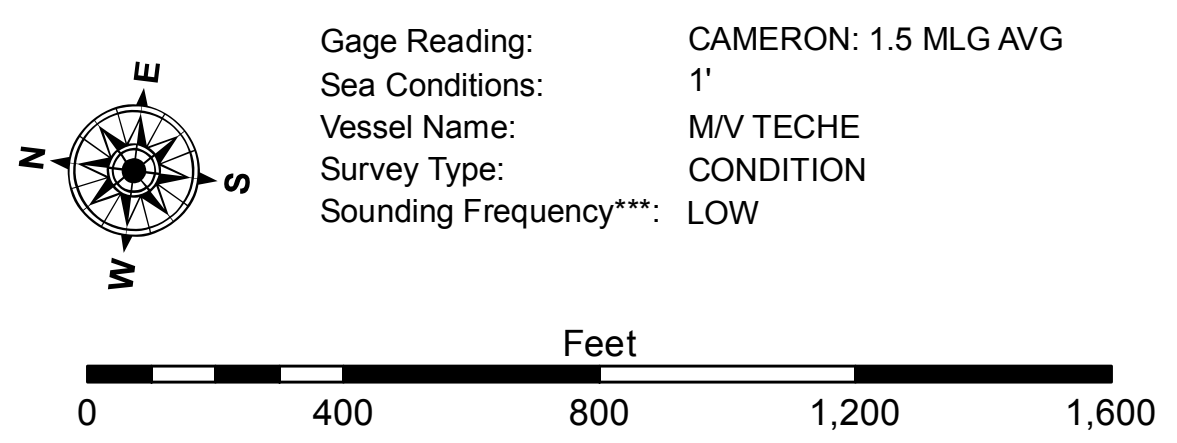 E
N
S
W
Gage Reading: CAMERON: 1.5 MLG AVG
Sea Conditions: 1'
Vessel Name: M/V TECHE
Survey Type: CONDITION
Sounding Frequency***: LOW
Feet
0 400 800 1,200 1,600